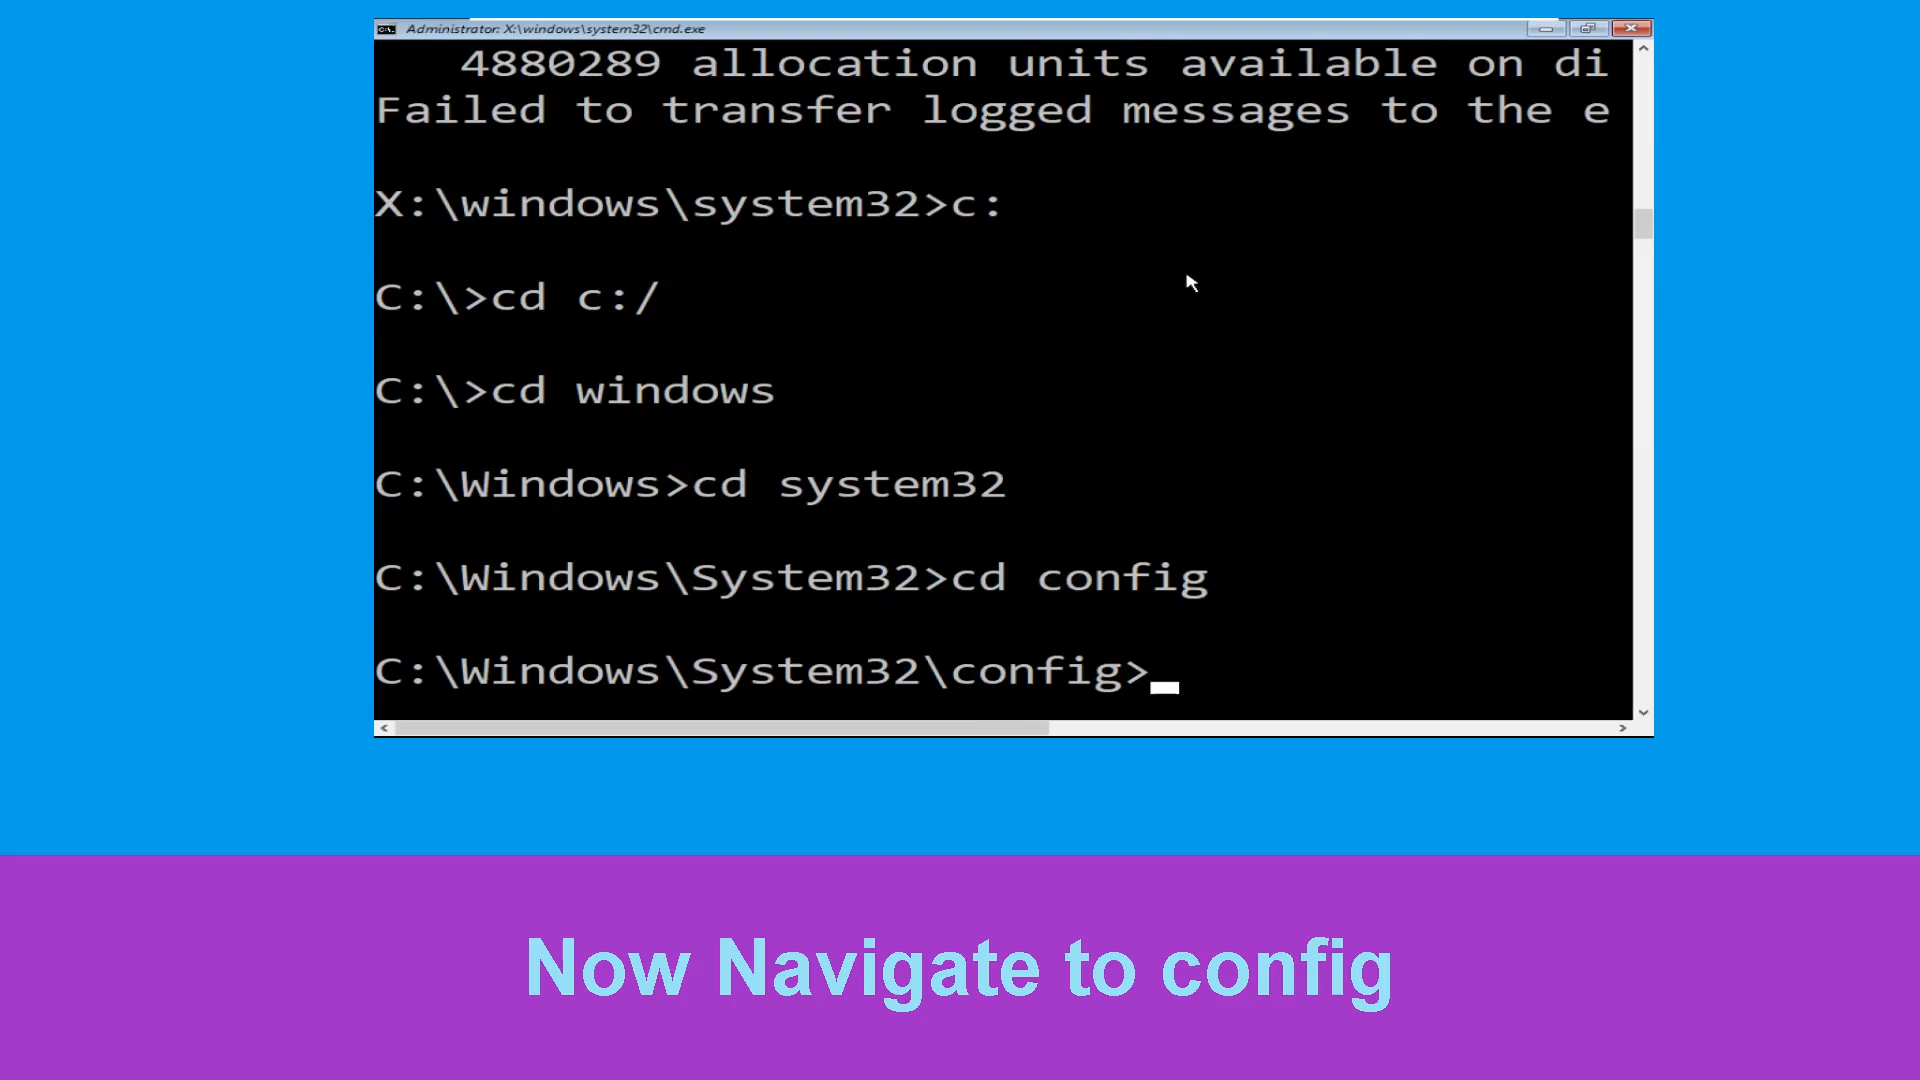 Administrator: X:\windows\system32\cmd.exe
4880289 allocation units available on di
Failed to transfer logged messages to the e
X:\windows\system32>c:
C:\>cd c:/
C:\>cd windows
C:\Windows>cd system32
C:\Windows\System32>cd config
C:\Windows\System32\config>
Now Navigate to config